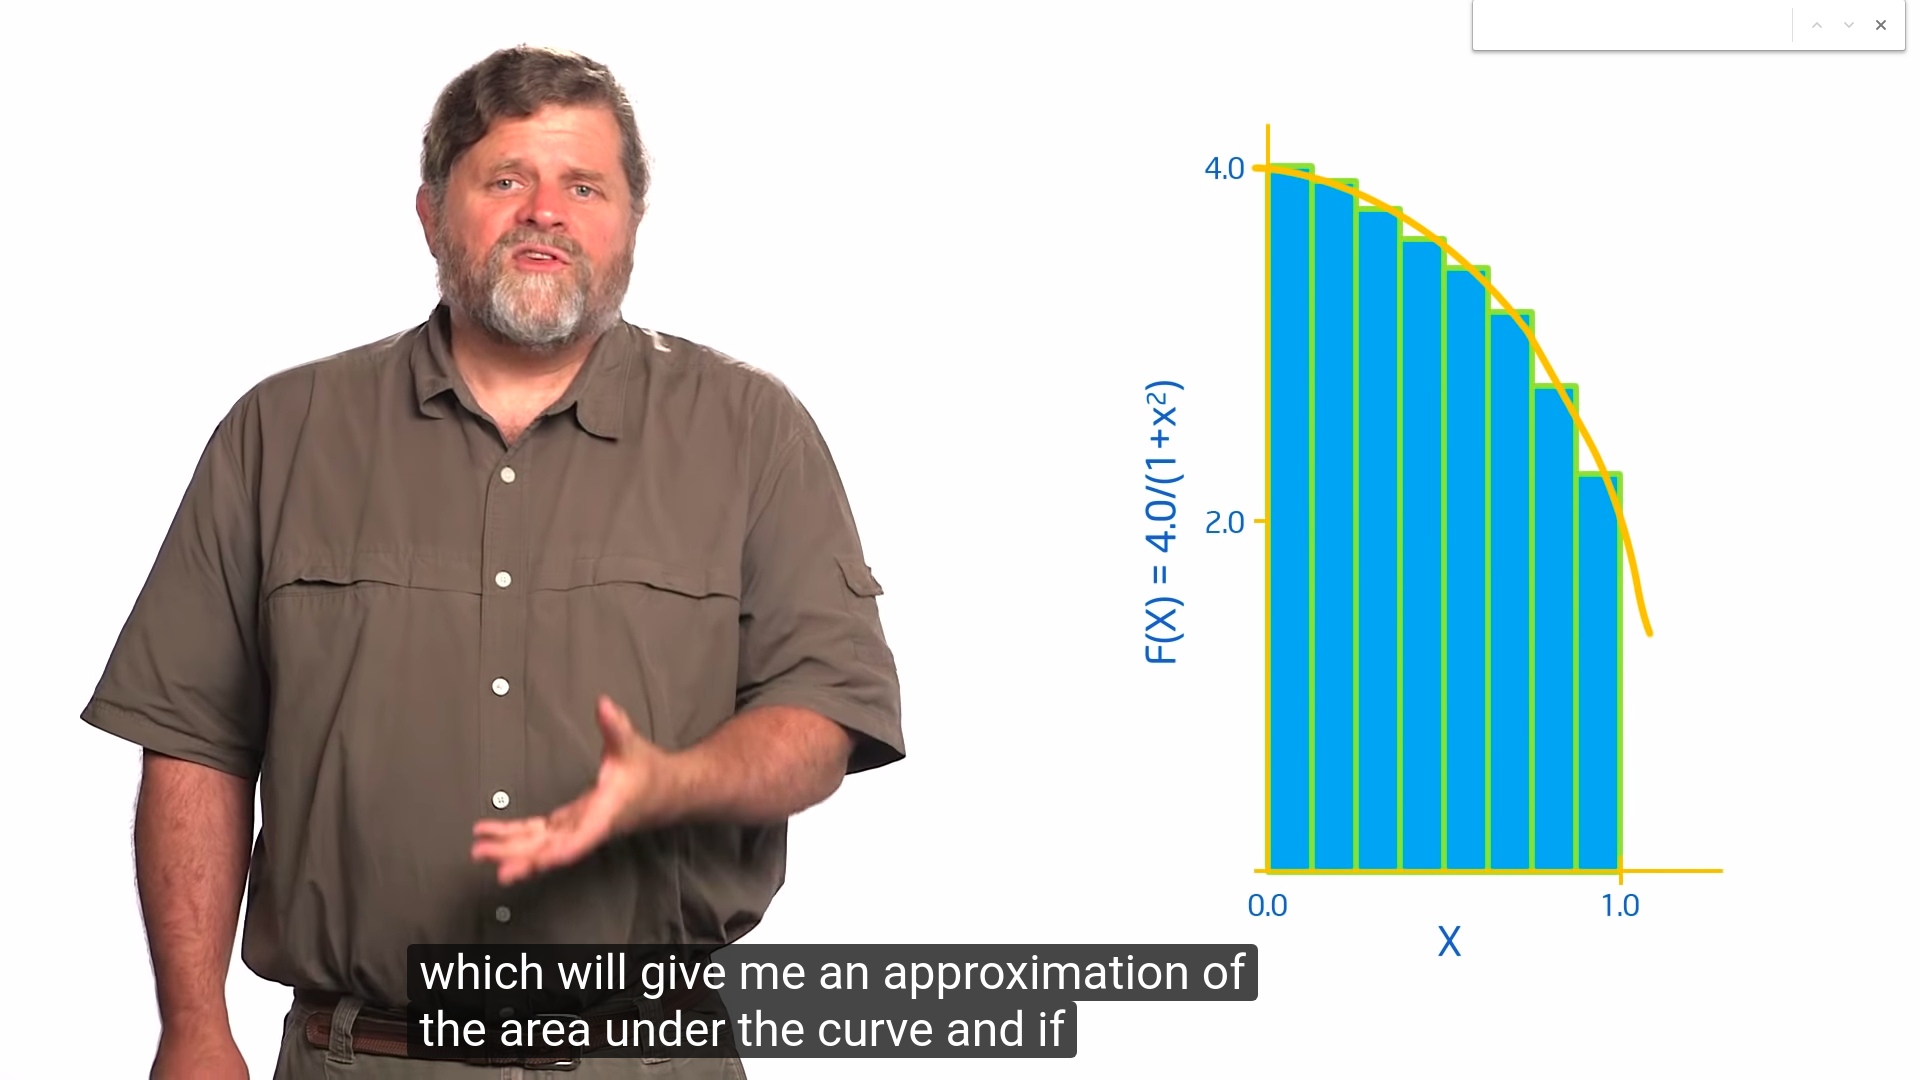 4.0
F(X) = 4.0/(1+x²)
2.0
0.0
1.0
X
which will give me an approximation of
the area under the curve and if